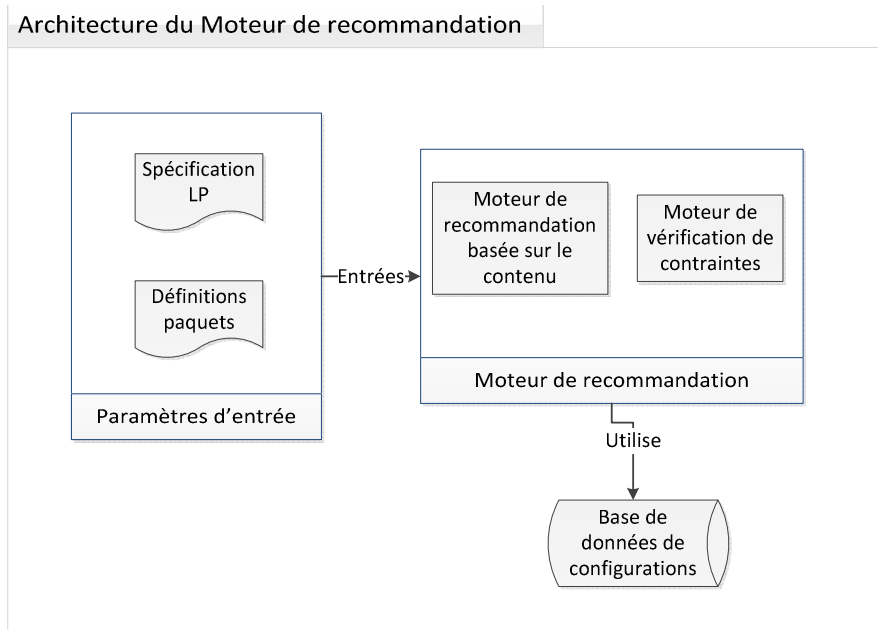 Architecture du Moteur de recommandation
Spécification
LP
Définitions
paquets
Paramètres d’entrée
Entrées
Moteur de
recommandation
basée sur le
contenu
Moteur de
vérification de
contraintes
Moteur de recommandation
Utilise
Base de
données de
configurations